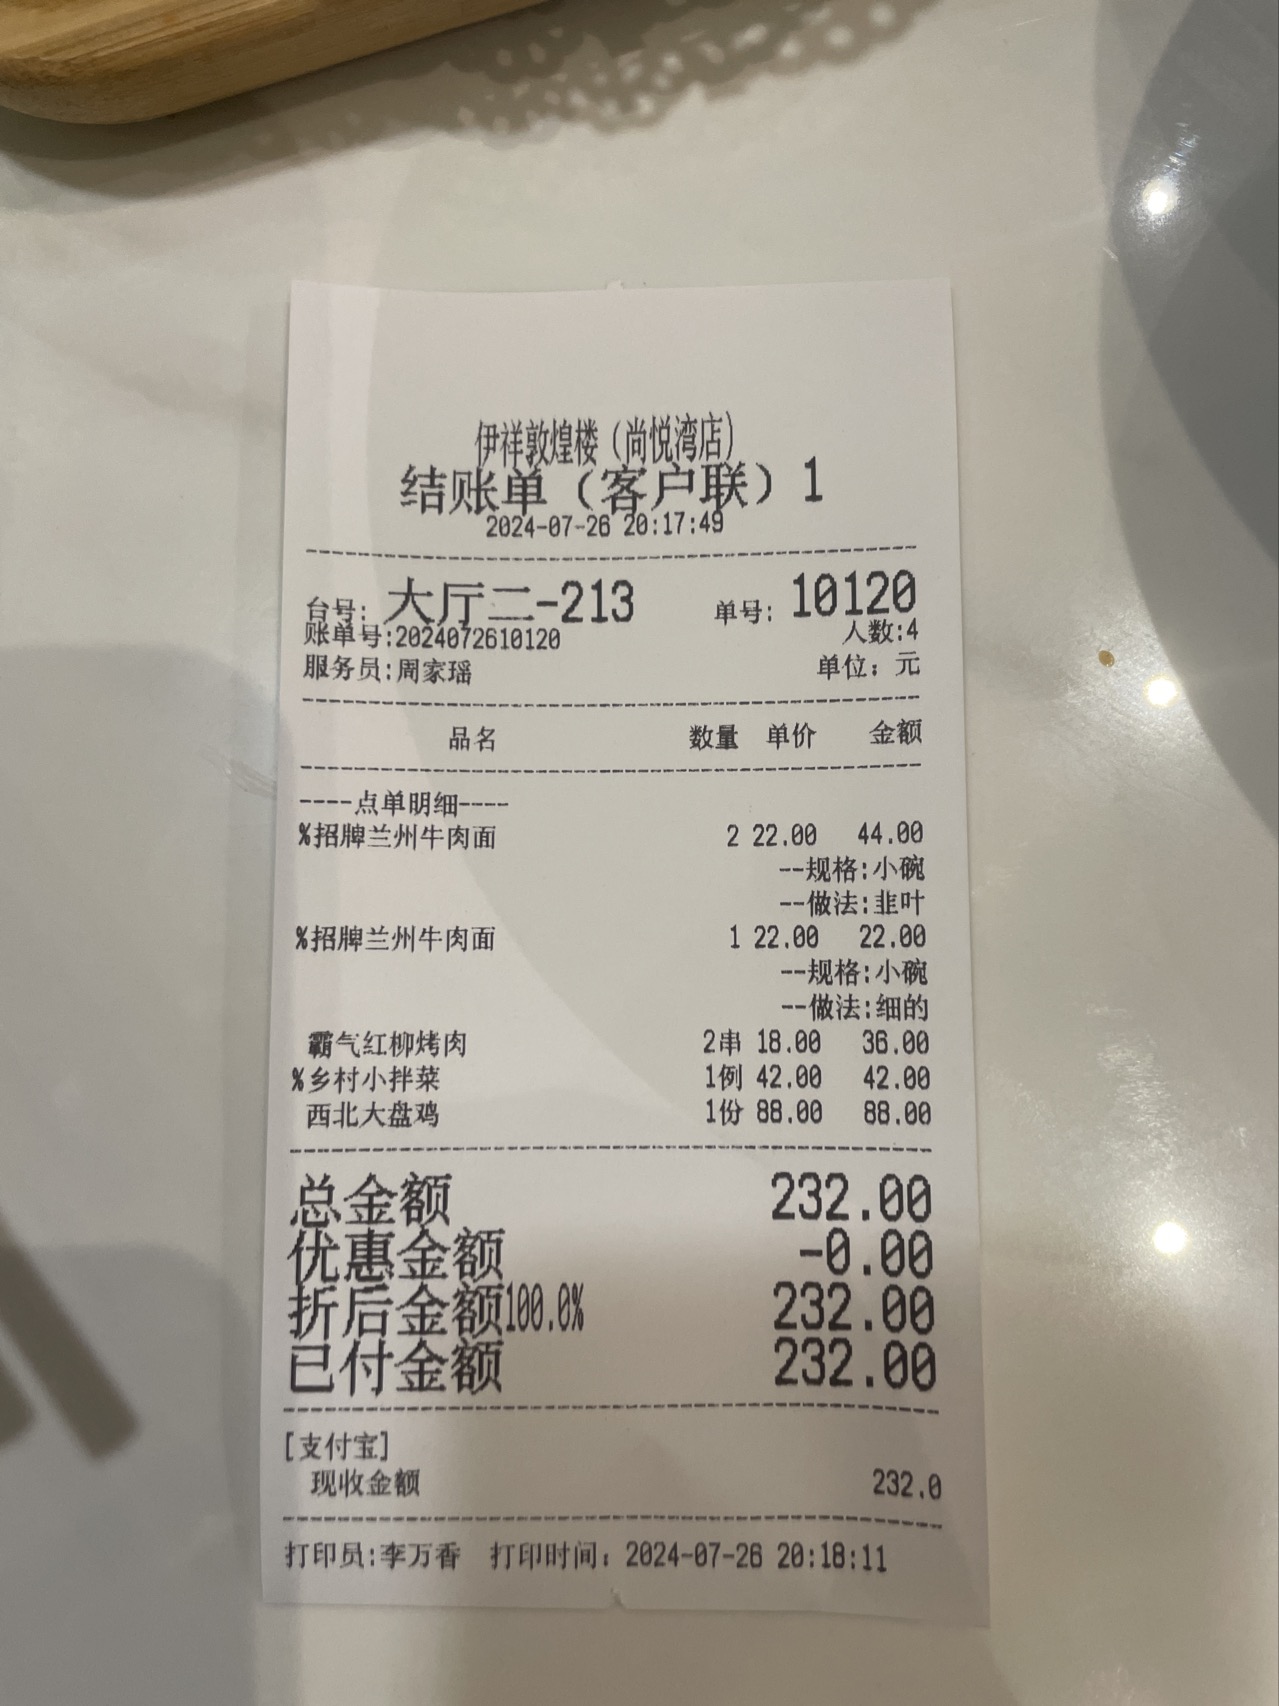 伊祥敦煌楼（尚悦湾店）
结账单（客户联）1
2024-07-26 20:17:49
台号: 大厅二-213 单号: 10120
账单号:2024072610120 人数:4
服务员:周家瑶 单位: 元
品名 数量 单价 金额
----点单明细----
%招牌兰州牛肉面 2 22.00 44.00
--规格:小碗
--做法:韭叶
%招牌兰州牛肉面 1 22.00 22.00
--规格:小碗
--做法:细的
霸气红柳烤肉 2串 18.00 36.00
%乡村小拌菜 1例 42.00 42.00
西北大盘鸡 1份 88.00 88.00
总金额 232.00
优惠金额 -0.00
折后金额100.0% 232.00
已付金额 232.00
[支付宝]
现收金额 232.0
打印员:李万香 打印时间: 2024-07-26 20:18:11